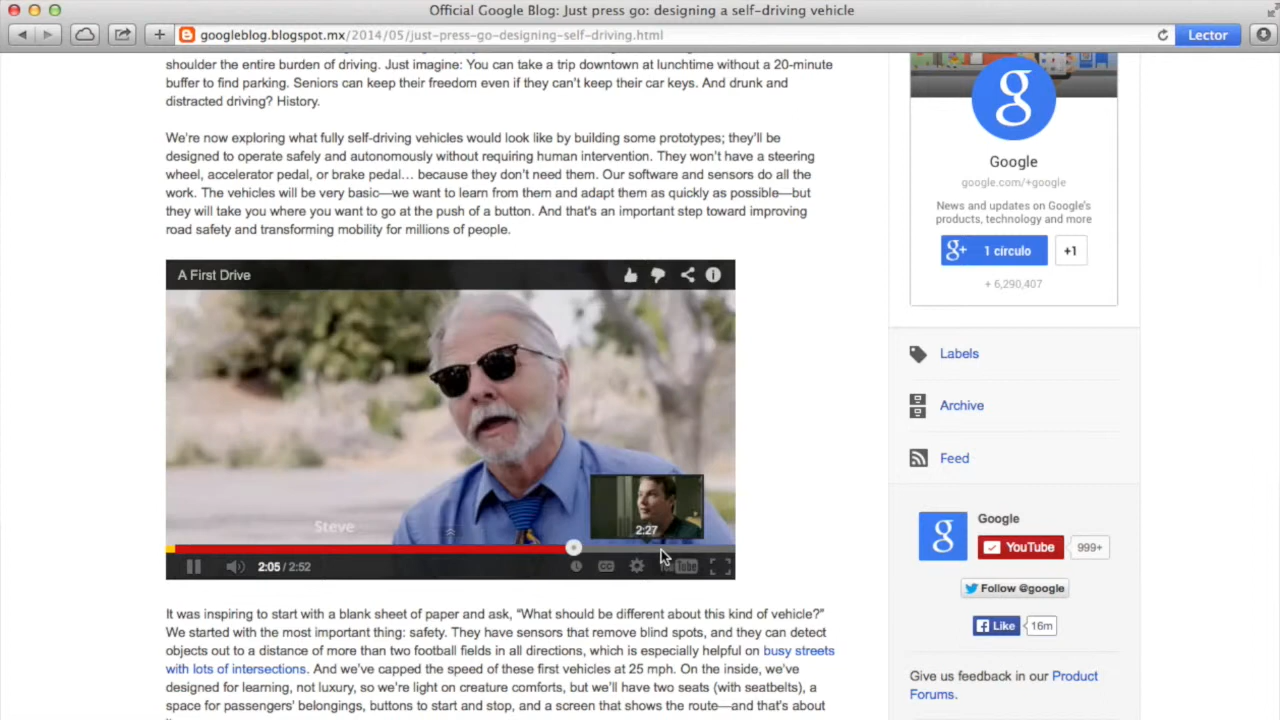 Official Google Blog: Just press go: designing a self-driving vehicle
googleblog.blogspot.mx/2014/05/just-press-go-designing-self-driving.html
Lector
shoulder the entire burden of driving. Just imagine: You can take a trip downtown at lunchtime without a 20-minute
buffer to find parking. Seniors can keep their freedom even if they can't keep their car keys. And drunk and
distracted driving? History.
We're now exploring what fully self-driving vehicles would look like by building some prototypes; they'll be
designed to operate safely and autonomously without requiring human intervention. They won't have a steering
wheel, accelerator pedal, or brake pedal… because they don't need them. Our software and sensors do all the
work. The vehicles will be very basic—we want to learn from them and adapt them as quickly as possible—but
they will take you where you want to go at the push of a button. And that's an important step toward improving
road safety and transforming mobility for millions of people.
A First Drive
Steve
2:27
2:05 / 2:52
CC
YouTube
It was inspiring to start with a blank sheet of paper and ask, “What should be different about this kind of vehicle?”
We started with the most important thing: safety. They have sensors that remove blind spots, and they can detect
objects out to a distance of more than two football fields in all directions, which is especially helpful on busy streets
with lots of intersections. And we've capped the speed of these first vehicles at 25 mph. On the inside, we've
designed for learning, not luxury, so we're light on creature comforts, but we'll have two seats (with seatbelts), a
space for passengers' belongings, buttons to start and stop, and a screen that shows the route—and that's about
g
Google
google.com/+google
News and updates on Google's
products, technology and more
g+ 1 círculo
+1
+ 6,290,407
Labels
Archive
Feed
g
Google
YouTube 999+
Follow @google
Like 16m
Give us feedback in our Product
Forums.